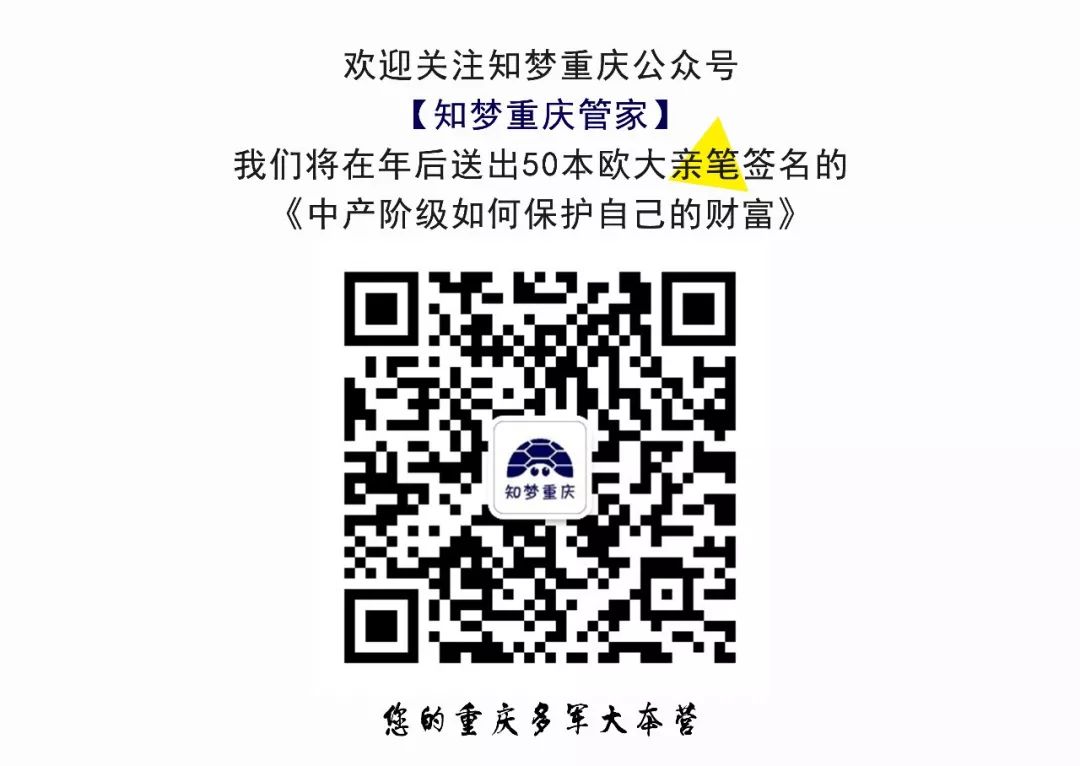 欢迎关注知梦重庆公众号
【知梦重庆管家】
我们将在年后送出50本欧大亲笔签名的
《中产阶级如何保护自己的财富》
知梦重庆
您的重庆多军大本营